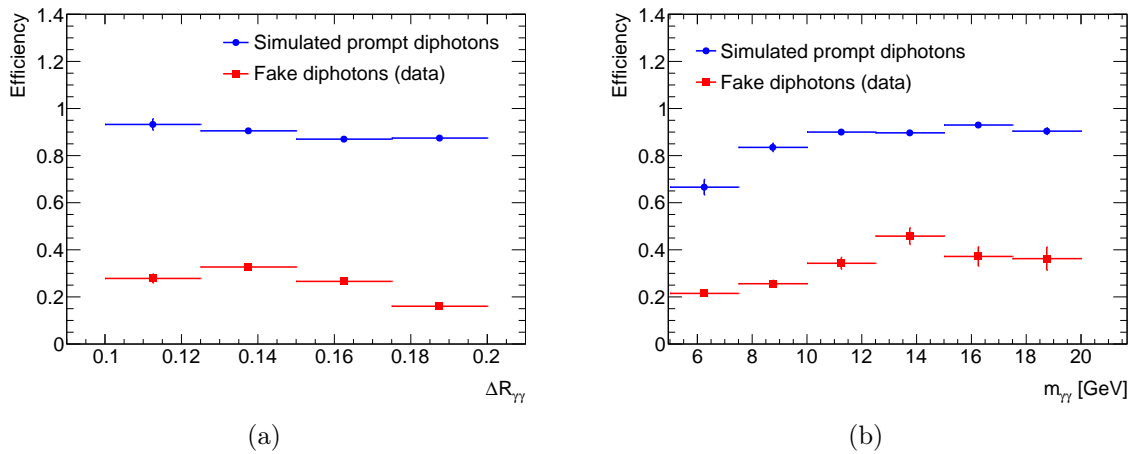 Efficiency
1.4
1.2
1
0.8
0.6
0.4
0.2
0
Simulated prompt diphotons
Fake diphotons (data)
0.1 0.12 0.14 0.16 0.18 0.2
ΔRγγ
(a)
Efficiency
1.4
1.2
1
0.8
0.6
0.4
0.2
0
Simulated prompt diphotons
Fake diphotons (data)
6 8 10 12 14 16 18 20
mγγ [GeV]
(b)